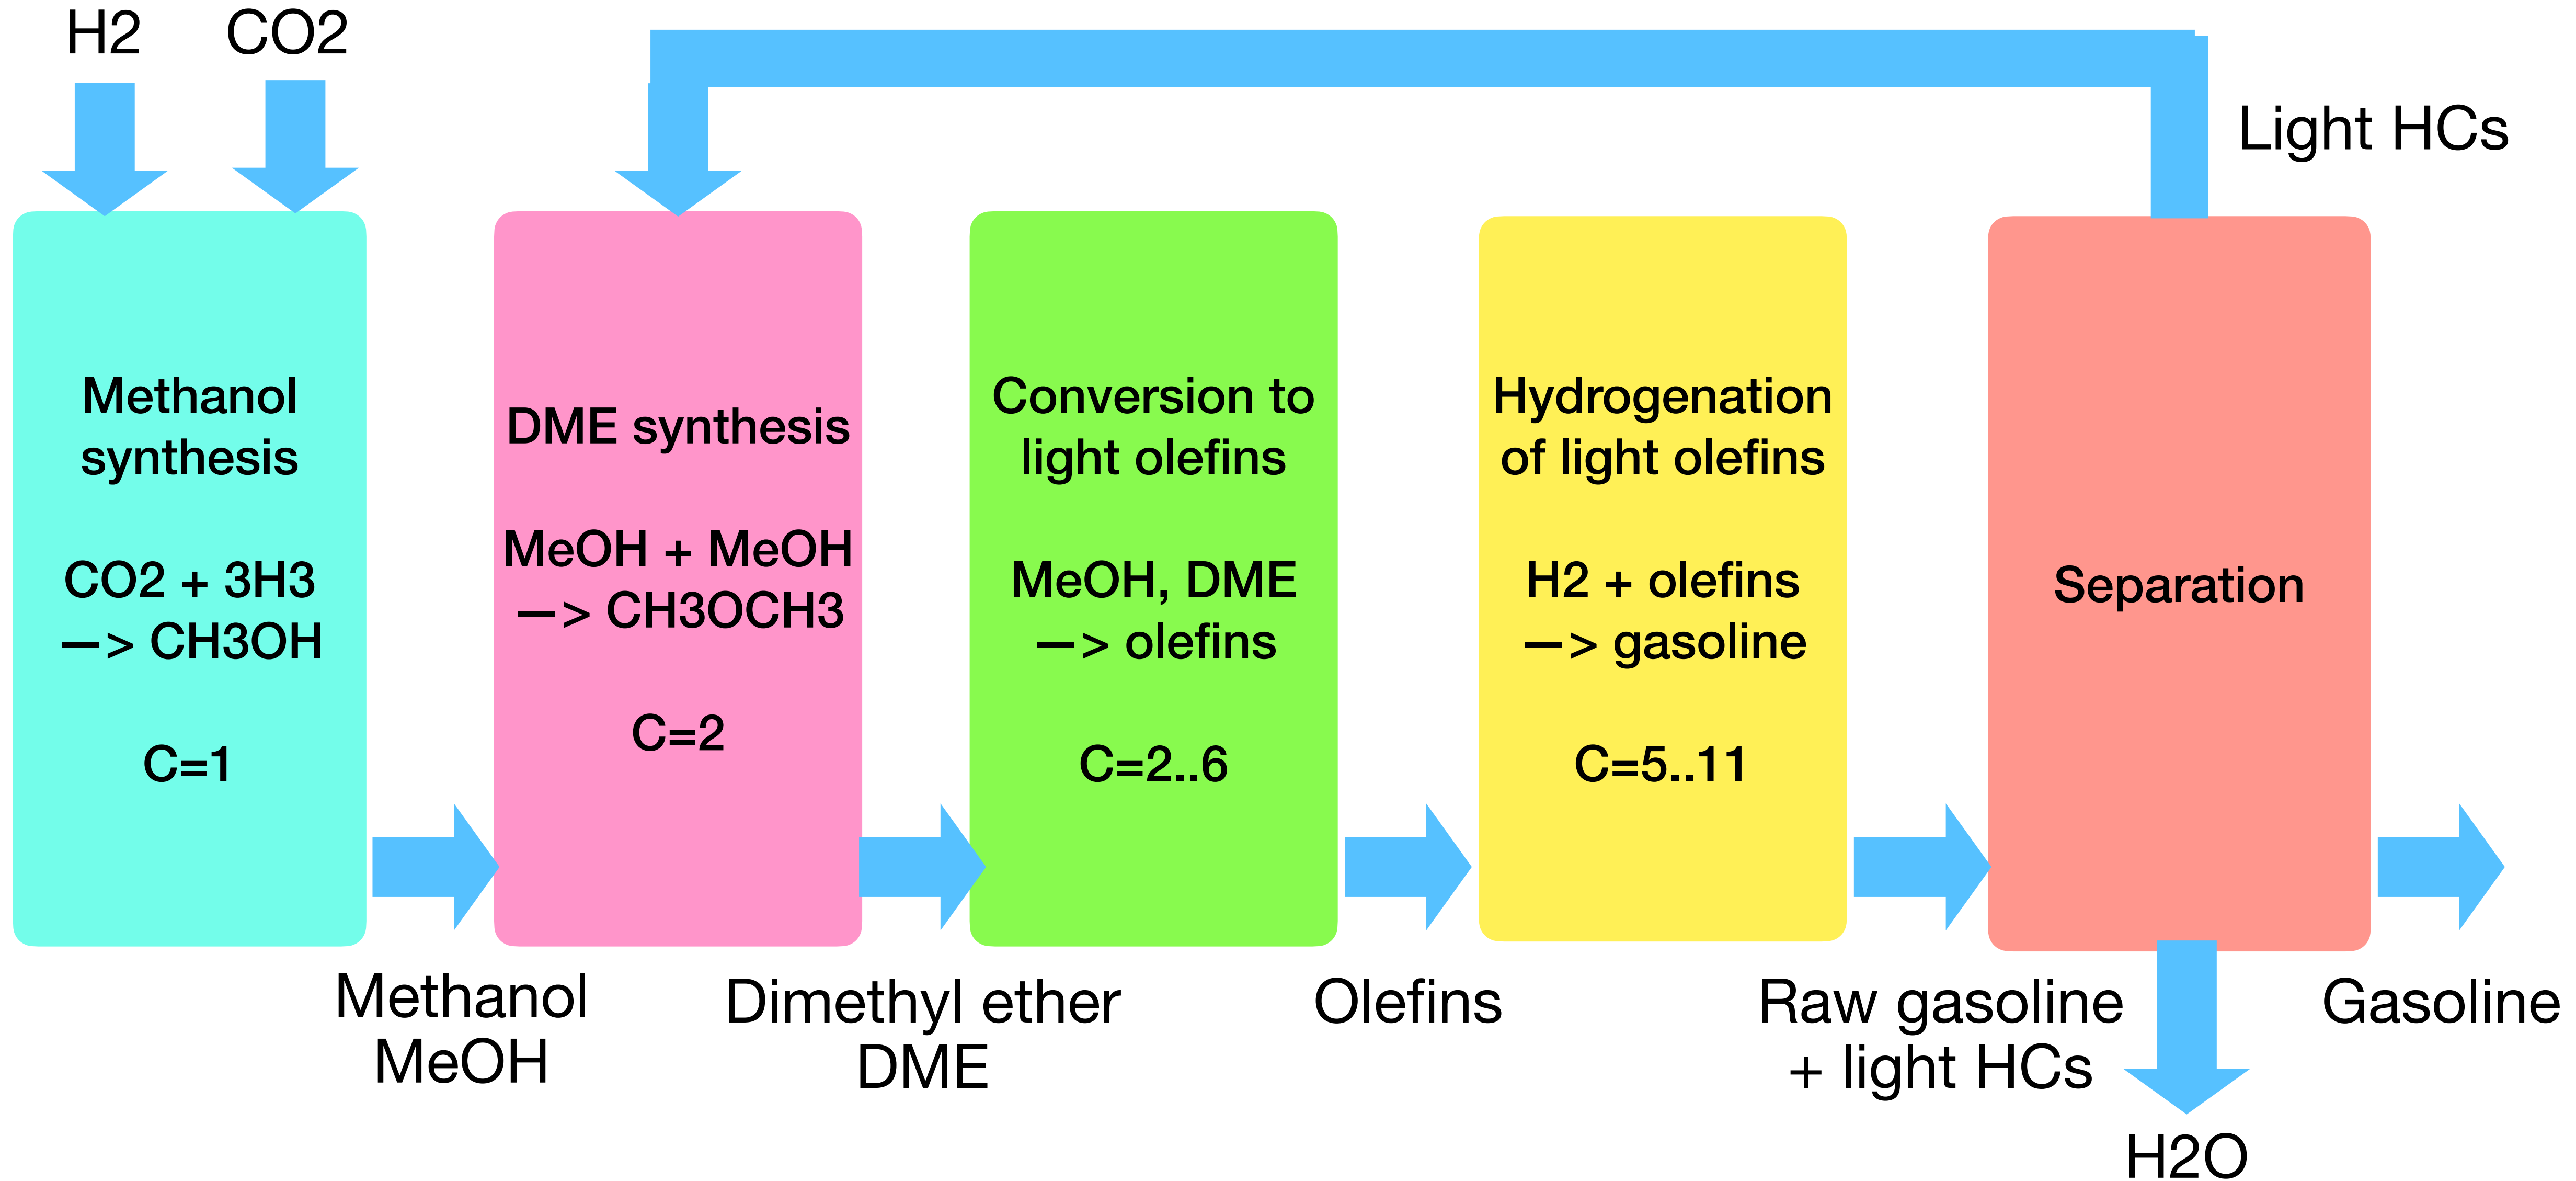 H2
CO2
Light HCs
Methanol
synthesis
CO2 + 3H3
—> CH3OH
C=1
DME synthesis
MeOH + MeOH
—> CH3OCH3
C=2
Conversion to
light olefins
MeOH, DME
—> olefins
C=2..6
Hydrogenation
of light olefins
H2 + olefins
—> gasoline
C=5..11
Separation
Methanol
MeOH
Dimethyl ether
DME
Olefins
Raw gasoline
+ light HCs
Gasoline
H2O